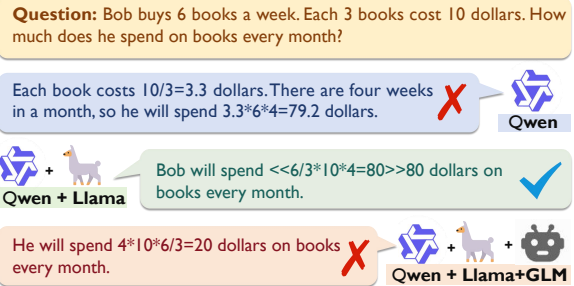 Question: Bob buys 6 books a week. Each 3 books cost 10 dollars. How
much does he spend on books every month?
Each book costs 10/3=3.3 dollars. There are four weeks
in a month, so he will spend 3.3*6*4=79.2 dollars.
Qwen
+
Qwen + Llama
Bob will spend <<6/3*10*4=80>>80 dollars on
books every month.
He will spend 4*10*6/3=20 dollars on books
every month.
+ +
Qwen + Llama+GLM